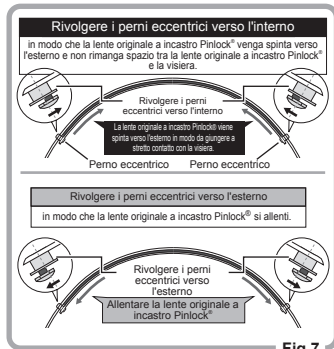 Rivolgere i perni eccentrici verso l'interno
in modo che la lente originale a incastro Pinlock® venga spinta verso
l'esterno e non rimanga spazio tra la lente originale a incastro Pinlock®
e la visiera.
Rivolgere i perni
eccentrici verso l'interno
La lente originale a incastro Pinlock® viene
spinta verso l'esterno in modo da giungere a
stretto contatto con la visiera.
Perno eccentrico Perno eccentrico
Rivolgere i perni eccentrici verso l'esterno
in modo che la lente originale a incastro Pinlock® si allenti.
Rivolgere i perni
eccentrici verso
l'esterno
Allentare la lente originale a
incastro Pinlock®
Fig.7